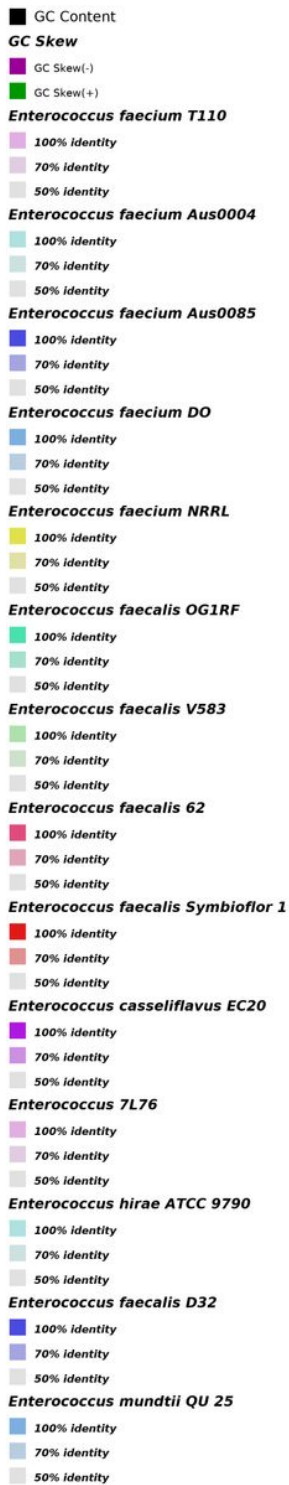 GC Content
GC Skew
GC Skew(-)
GC Skew(+)
Enterococcus faecium T110
100% identity
70% identity
50% identity
Enterococcus faecium Aus0004
100% identity
70% identity
50% identity
Enterococcus faecium Aus0085
100% identity
70% identity
50% identity
Enterococcus faecium DO
100% identity
70% identity
50% identity
Enterococcus faecium NRRL
100% identity
70% identity
50% identity
Enterococcus faecalis OG1RF
100% identity
70% identity
50% identity
Enterococcus faecalis V583
100% identity
70% identity
50% identity
Enterococcus faecalis 62
100% identity
70% identity
50% identity
Enterococcus faecalis Symbioflor 1
100% identity
70% identity
50% identity
Enterococcus casseliflavus EC20
100% identity
70% identity
50% identity
Enterococcus 7L76
100% identity
70% identity
50% identity
Enterococcus hirae ATCC 9790
100% identity
70% identity
50% identity
Enterococcus faecalis D32
100% identity
70% identity
50% identity
Enterococcus mundtii QU 25
100% identity
70% identity
50% identity